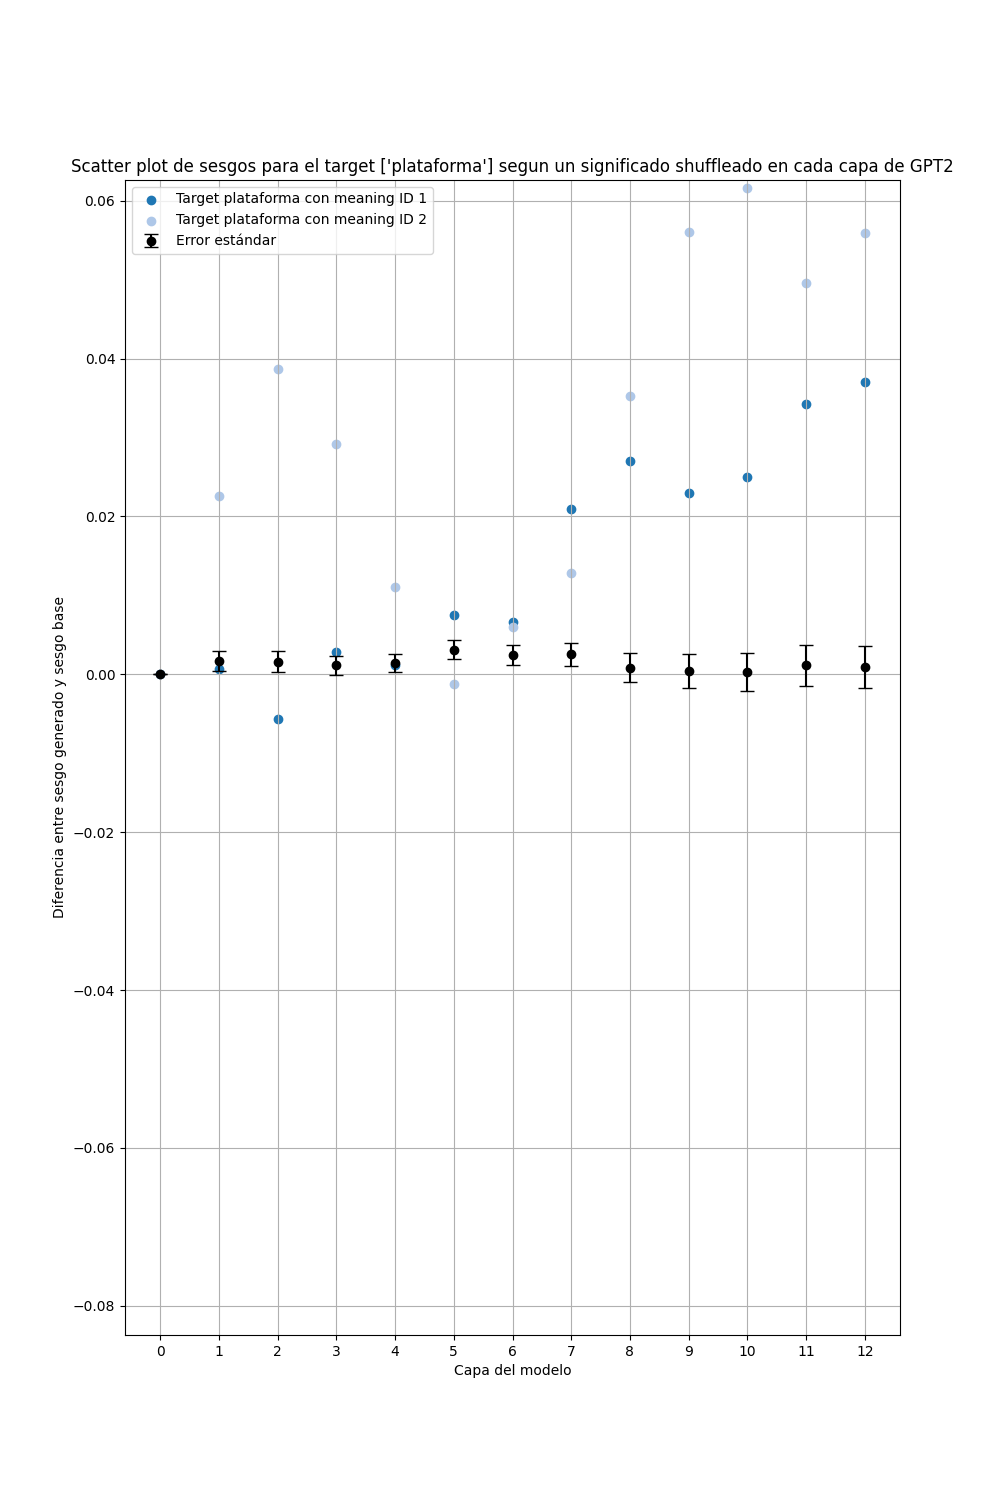 Scatter plot de sesgos para el target ['plataforma'] segun un significado shuffleado en cada capa de GPT2
Target plataforma con meaning ID 1
Target plataforma con meaning ID 2
Error estándar
Diferencia entre sesgo generado y sesgo base
0.06
0.04
0.02
0.00
−0.02
−0.04
−0.06
−0.08
0 1 2 3 4 5 6 7 8 9 10 11 12
Capa del modelo